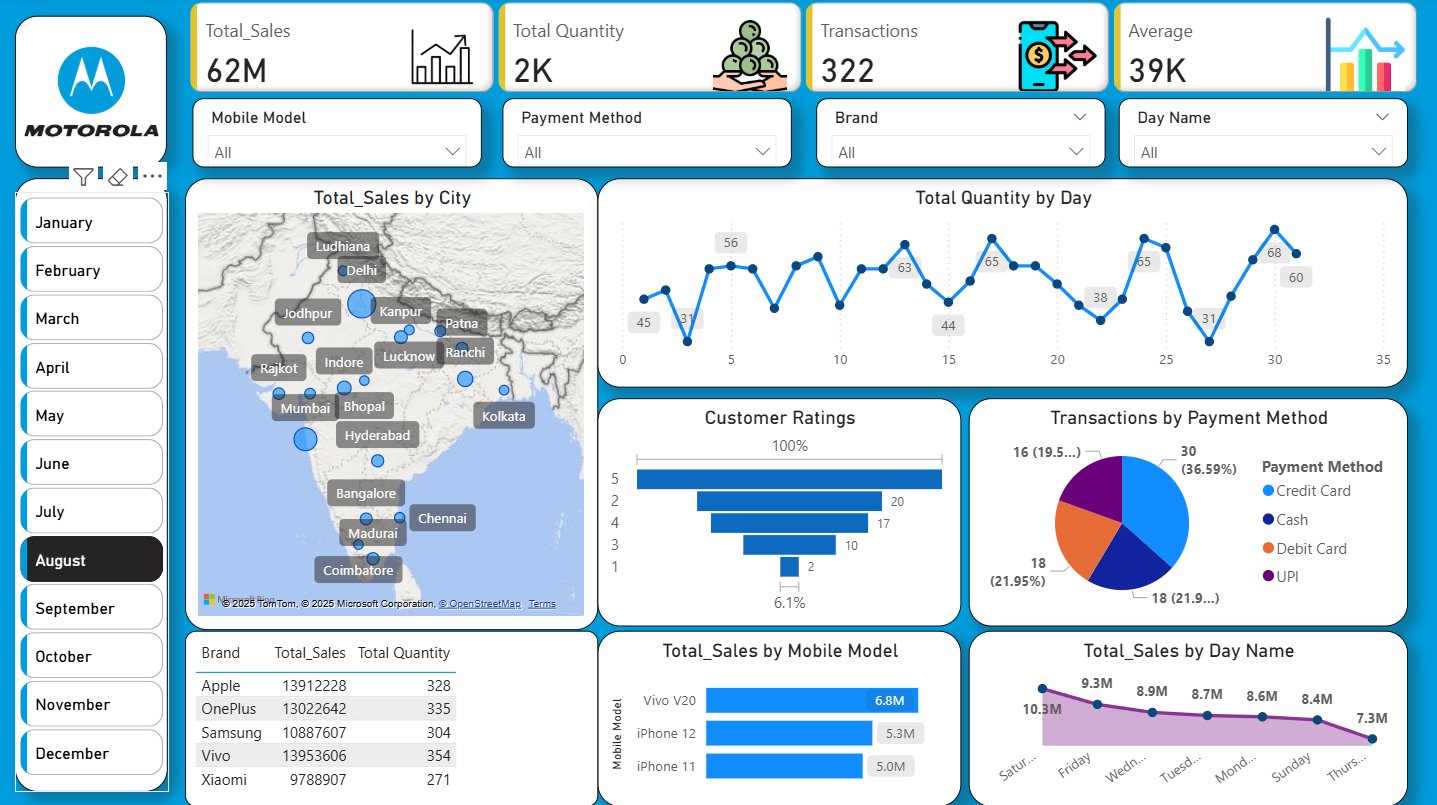 MOTOROLA
Total_Sales
62M
Total Quantity
2K
Transactions
322
Average
39K
Mobile Model
All
Payment Method
All
Brand
All
Day Name
All
January
February
March
April
May
June
July
August
September
October
November
December
Total_Sales by City
Ludhiana
Delhi
Jodhpur
Kanpur
Patna
Lucknow
Ranchi
Indore
Rajkot
Mumbai
Bhopal
Kolkata
Hyderabad
Bangalore
Chennai
Madurai
Coimbatore
Microsoft Bing
© 2025 TomTom, © 2025 Microsoft Corporation, © OpenStreetMap Terms
Total Quantity by Day
45
31
56
63
44
65
38
65
31
68
60
0 5 10 15 20 25 30 35
Customer Ratings
100%
5
2 20
4 17
3 10
1 2
6.1%
Transactions by Payment Method
16 (19.5...)
30
(36.59%)
18
(21.95%)
18 (21.9...)
Payment Method
Credit Card
Cash
Debit Card
UPI
Brand Total_Sales Total Quantity
Apple 13912228 328
OnePlus 13022642 335
Samsung 10887607 304
Vivo 13953606 354
Xiaomi 9788907 271
Total_Sales by Mobile Model
Mobile Model
Vivo V20 6.8M
iPhone 12 5.3M
iPhone 11 5.0M
Total_Sales by Day Name
10.3M
9.3M
8.9M
8.7M
8.6M
8.4M
7.3M
Satur...
Friday
Wedn...
Tuesd...
Mond...
Sunday
Thurs...